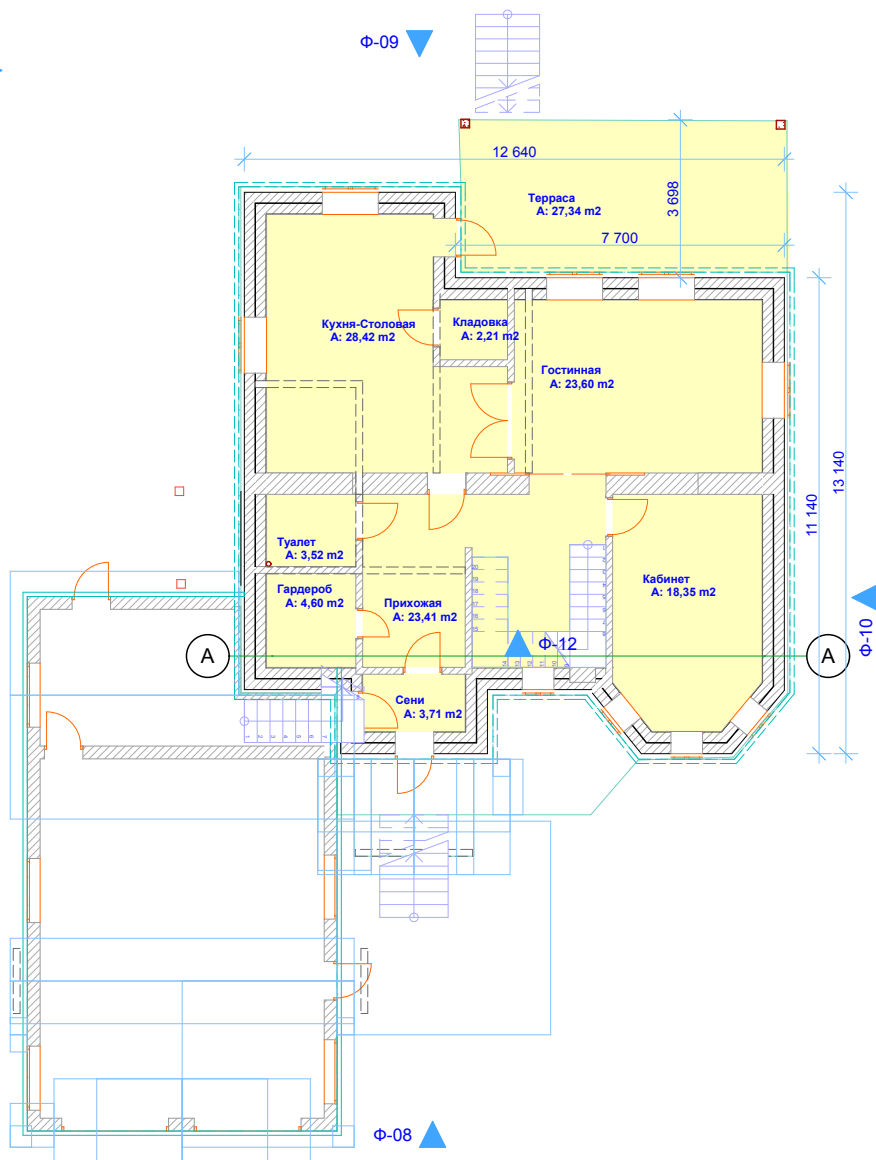 Ф-09
12 640
Терраса
A: 27,34 m2
3 698
7 700
Кухня-Столовая
A: 28,42 m2
Кладовка
A: 2,21 m2
Гостинная
A: 23,60 m2
11 140
13 140
Туалет
A: 3,52 m2
Гардероб
A: 4,60 m2
Прихожая
A: 23,41 m2
Кабинет
A: 18,35 m2
Ф-10
A
Ф-12
A
Сени
A: 3,71 m2
Ф-08